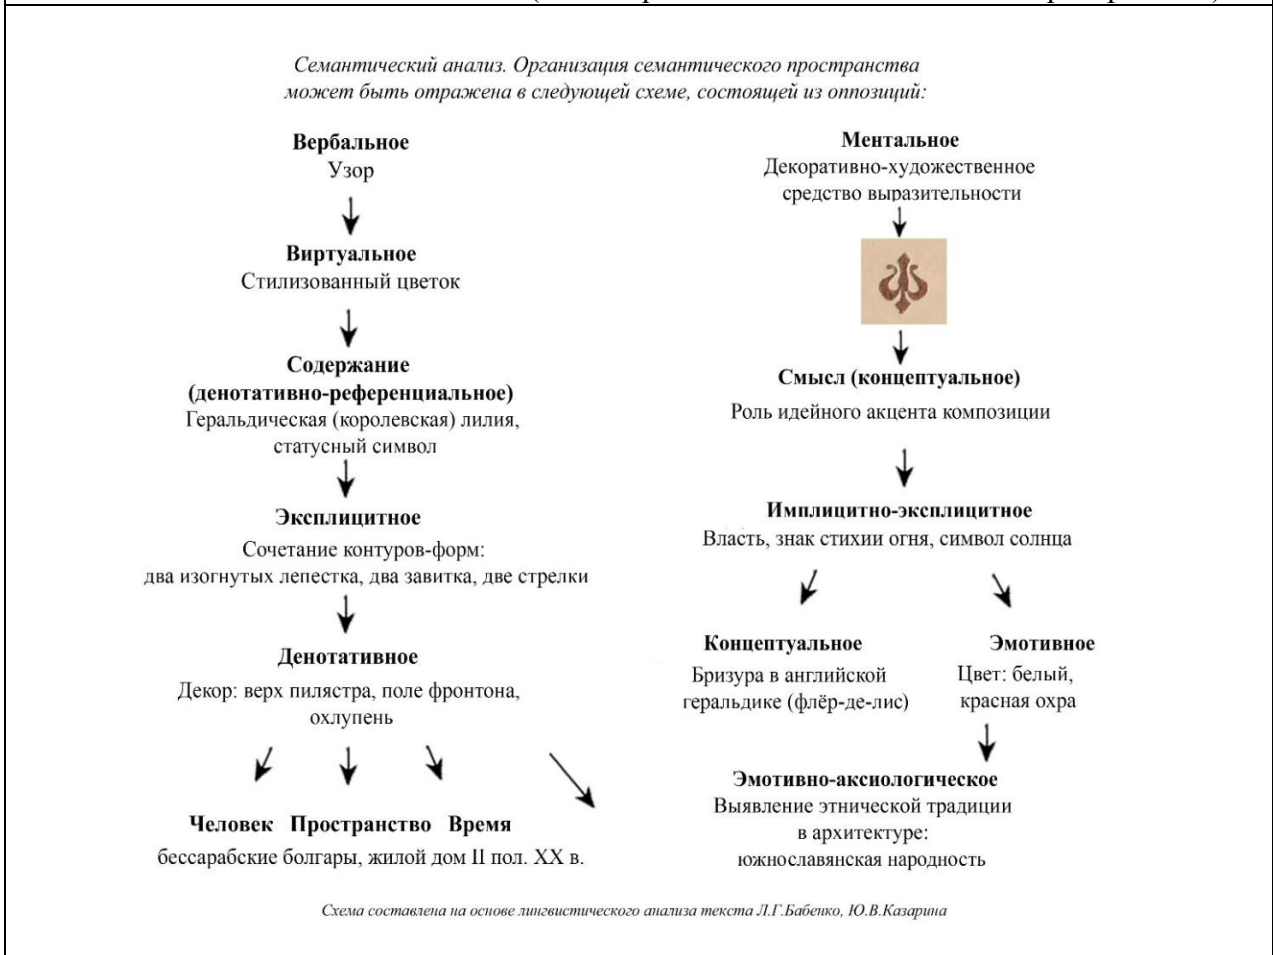 Семантический анализ. Организация семантического пространства
может быть отражена в следующей схеме, состоящей из оппозиций:
Вербальное
Узор
Виртуальное
Стилизованный цветок
Содержание
(денотативно-референциальное)
Геральдическая (королевская) лилия,
статусный символ
Эксплицитное
Сочетание контуров-форм:
два изогнутых лепестка, два завитка, две стрелки
Денотативное
Декор: верх пилястра, поле фронтона,
охлупень
Человек Пространство Время
бессарабские болгары, жилой дом II пол. XX в.
Ментальное
Декоративно-художественное
средство выразительности
Смысл (концептуальное)
Роль идейного акцента композиции
Имплицитно-эксплицитное
Власть, знак стихии огня, символ солнца
Концептуальное
Бризура в английской
геральдике (флёр-де-лис)
Эмотивное
Цвет: белый,
красная охра
Эмотивно-аксиологическое
Выявление этнической традиции
в архитектуре:
южнославянская народность
Схема составлена на основе лингвистического анализа текста Л.Г.Бабенко, Ю.В.Казарина